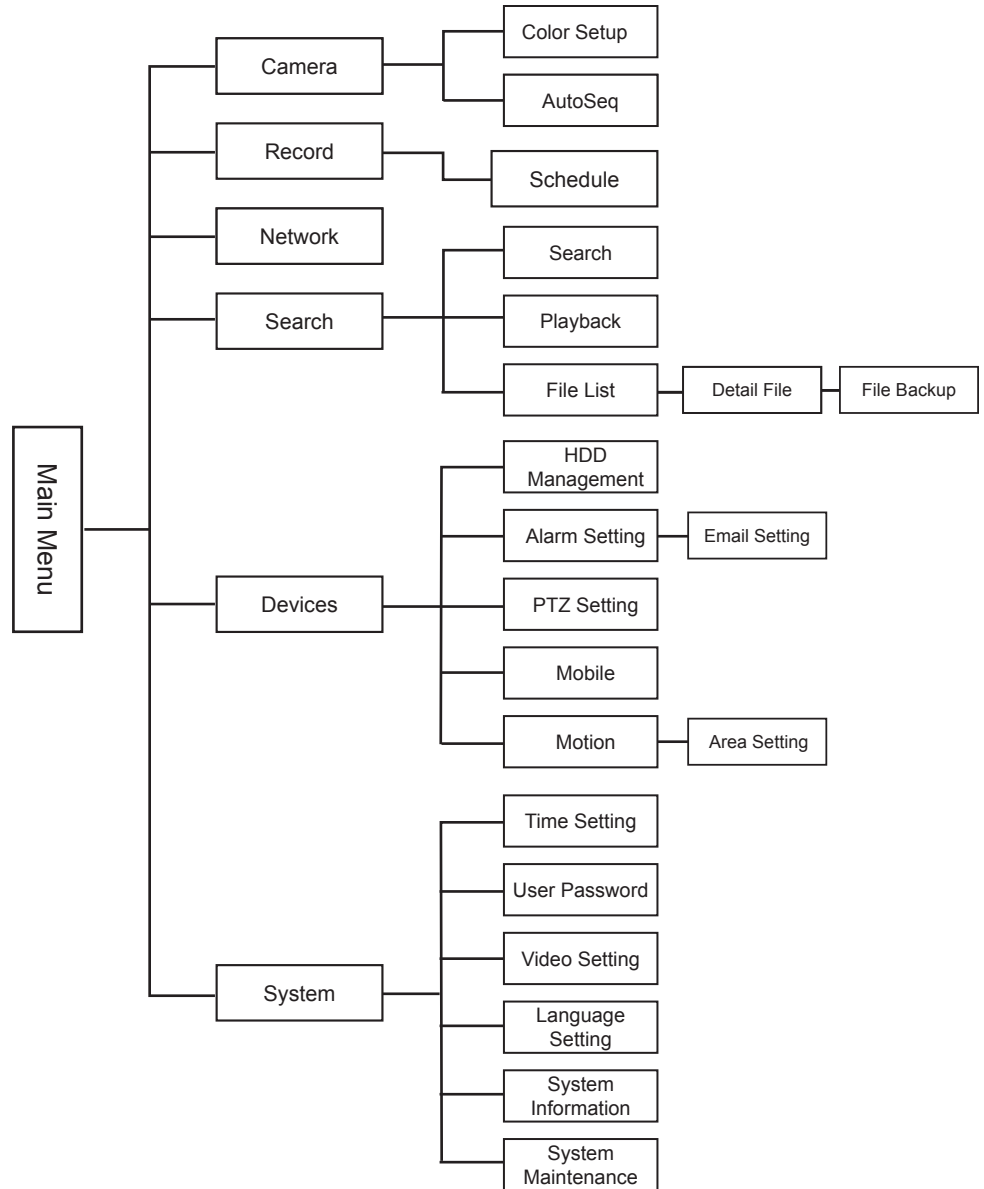 Main Menu
Camera
Color Setup
AutoSeq
Record
Schedule
Network
Search
Search
Playback
File List
Detail File
File Backup
Devices
HDD
Management
Alarm Setting
Email Setting
PTZ Setting
Mobile
Motion
Area Setting
System
Time Setting
User Password
Video Setting
Language
Setting
System
Information
System
Maintenance